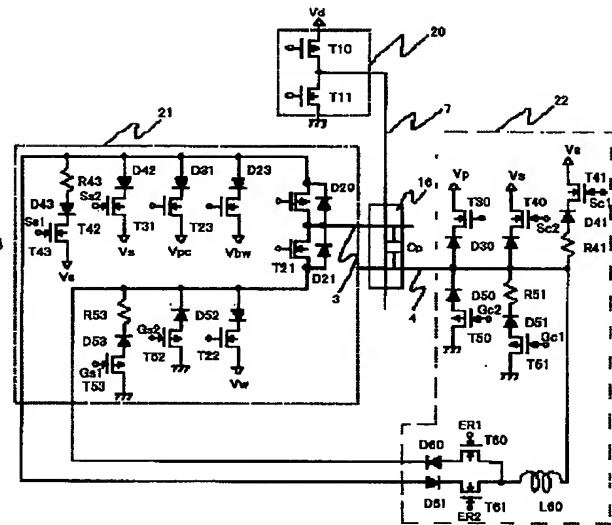 Vd
20
T10
T11
21
7
22
R43
D42
D31
D23
D43
Ss2
Ss1
T43
T42
T31
T23
Vs
Vs
Vpc
Vbw
D20
T21
D21
16
Cp
3
4
Vp
Vs
Vs
T41
Sc1
T30
T40
Sc2
D41
D30
R41
D50
Gc2
T50
R51
D51
Gc1
T51
R53
D53
Gs2
D52
Gs1
T53
T52
T22
Vw
ER1
D60
T60
D61
T61
ER2
L60